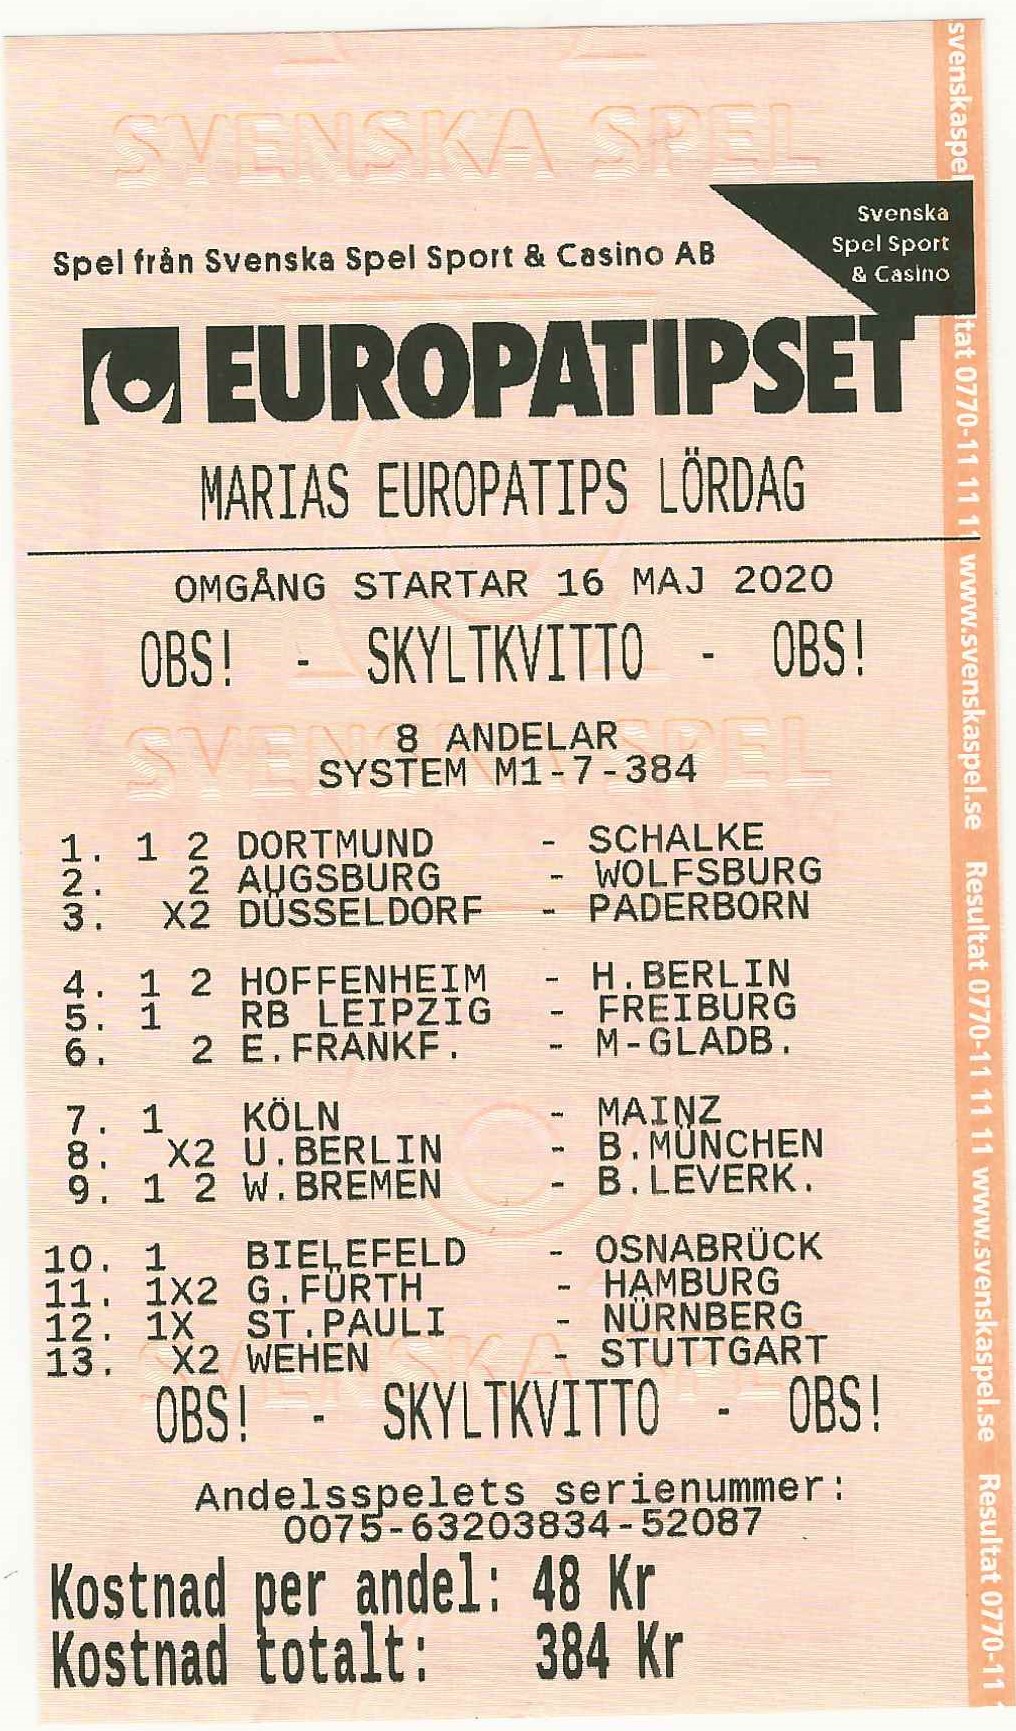 SVENSKA SPEL
Svenska
Spel Sport
& Casino
Spel från Svenska Spel Sport & Casino AB
EUROPATIPSET
MARIAS EUROPATIPS LÖRDAG
OMGÅNG STARTAR 16 MAJ 2020
OBS! - SKYLTKVITTO - OBS!
SVENSKA SPEL
8 ANDELAR
SYSTEM M1-7-384
1. 1 2 DORTMUND - SCHALKE
2. 2 AUGSBURG - WOLFSBURG
3. X2 DÜSSELDORF - PADERBORN
4. 1 2 HOFFENHEIM - H.BERLIN
5. 1 RB LEIPZIG - FREIBURG
6. 2 E.FRANKF. - M-GLADB.
7. 1 KÖLN - MAINZ
8. X2 U.BERLIN - B.MÜNCHEN
9. 1 2 W.BREMEN - B.LEVERK.
10. 1 BIELEFELD - OSNABRÜCK
11. 1X2 G.FÜRTH - HAMBURG
12. 1X ST.PAULI - NÜRNBERG
13. X2 WEHEN - STUTTGART
SVENSKA SPEL
OBS! - SKYLTKVITTO - OBS!
Andelsspelets serienummer:
0075-63203834-52087
Kostnad per andel: 48 Kr
Kostnad totalt: 384 Kr
svenskaspel
tat 0770-11 11 11 www.svenskaspel.se Resultat 0770-11 11 11 www.svenskaspel.se Resultat 0770-11